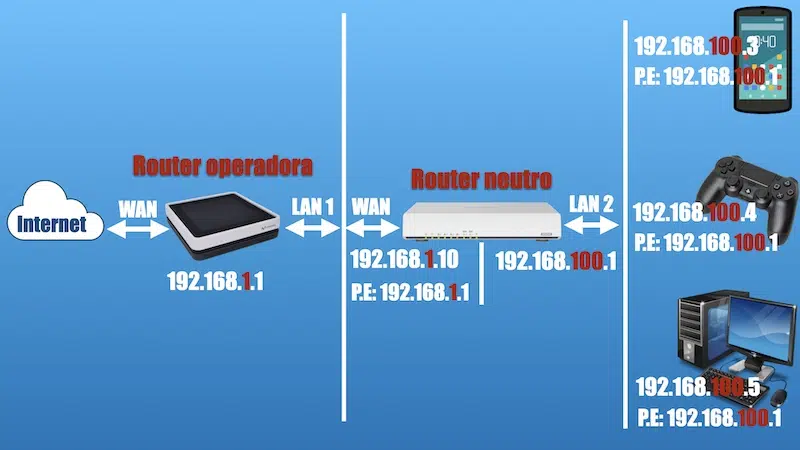 192.168.100.3
P.E: 192.168.100.1
Router operadora
Router neutro
Internet
WAN
LAN 1
WAN
LAN 2
192.168.100.4
P.E: 192.168.100.1
192.168.1.1
192.168.1.10
P.E: 192.168.1.1
192.168.100.1
192.168.100.5
P.E: 192.168.100.1